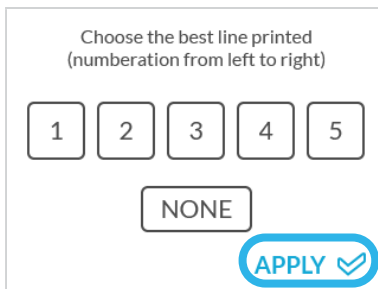 Choose the best line printed
(numberation from left to right)
1 2 3 4 5
NONE
APPLY